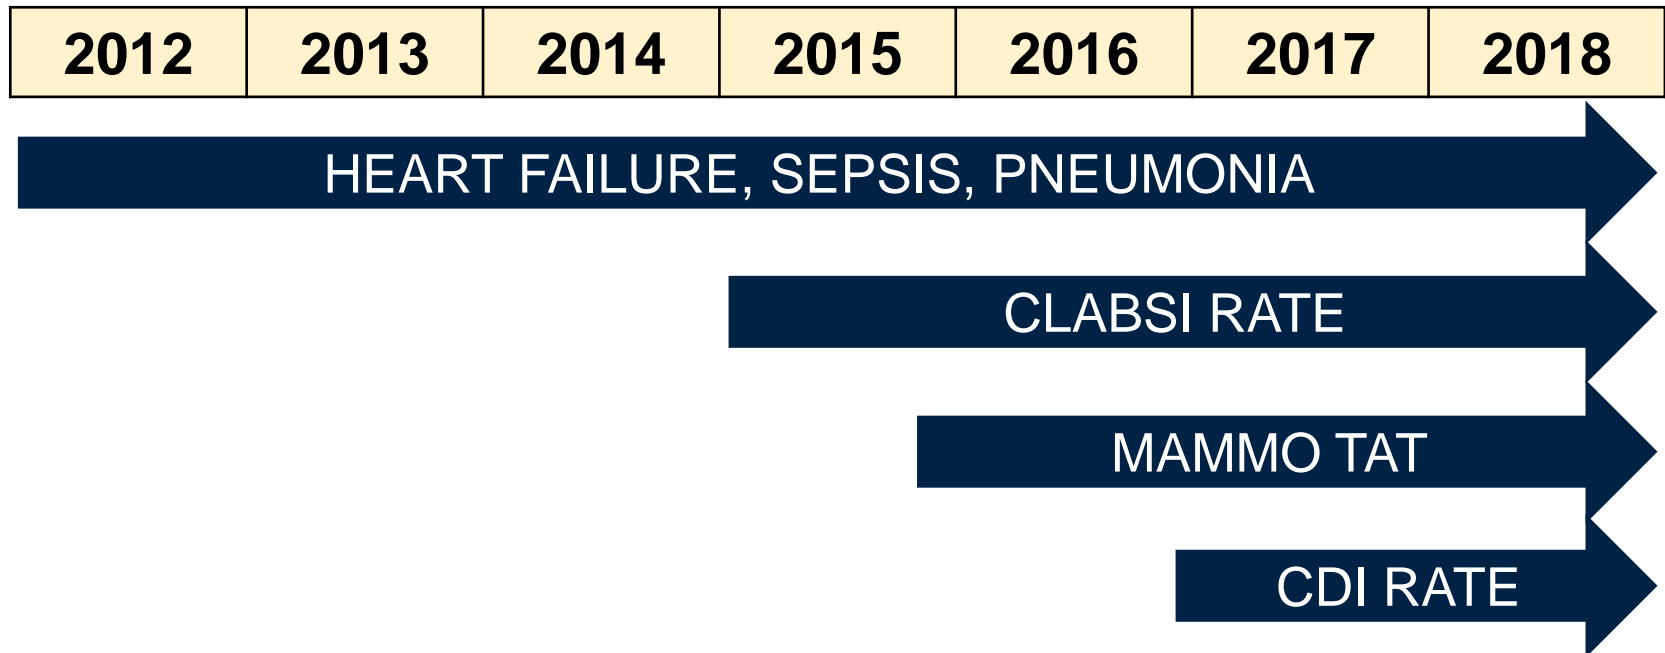 2012 2013 2014 2015 2016 2017 2018
HEART FAILURE, SEPSIS, PNEUMONIA
CLABSI RATE
MAMMO TAT
CDI RATE